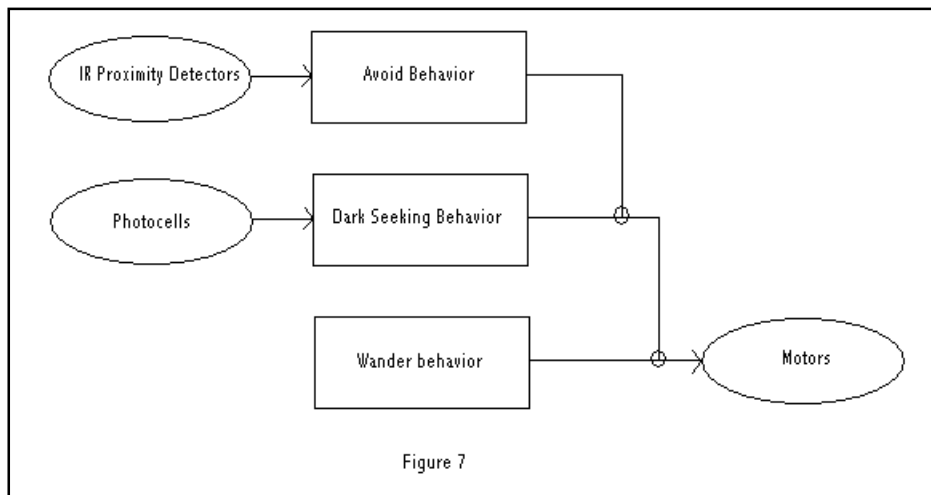 IR Proximity Detectors
Avoid Behavior
Photocells
Dark Seeking Behavior
Wander behavior
Motors
Figure 7